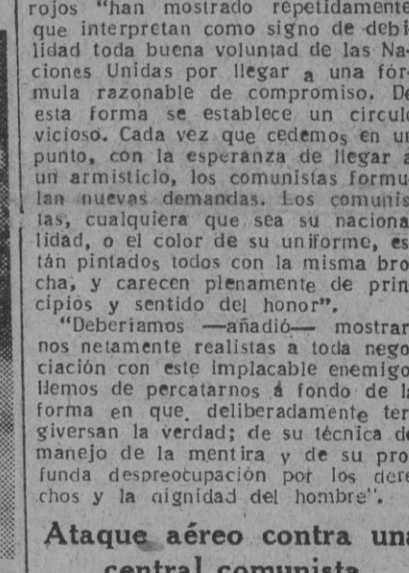 rojos "han mostrado repetidamente
que interpretan como signo de debi-
lidad toda buena voluntad de las Na-
ciones Unidas por llegar a una fór-
mula razonable de compromiso. De
esta forma se establece un círculo
vicioso. Cada vez que cedemos en un
punto, con la esperanza de llegar a
un armisticio, los comunistas formu-
lan nuevas demandas. Los comunis-
tas, cualquiera que sea su naciona-
lidad, o el color de su uniforme, es-
tán pintados todos con la misma bro-
cha, y carecen plenamente de prin-
cipios y sentido del honor".
"Deberíamos —añadió— mostrar-
nos netamente realistas a toda nego-
ciación con este implacable enemigo.
Hemos de percatarnos á fondo de la
forma en que. deliberadamente ter-
giversan la verdad; de su técnica de
manejo de la mentira y de su pro-
funda despreocupación por los dere-
chos y la dignidad del hombre".
Ataque aéreo contra una
central comunista